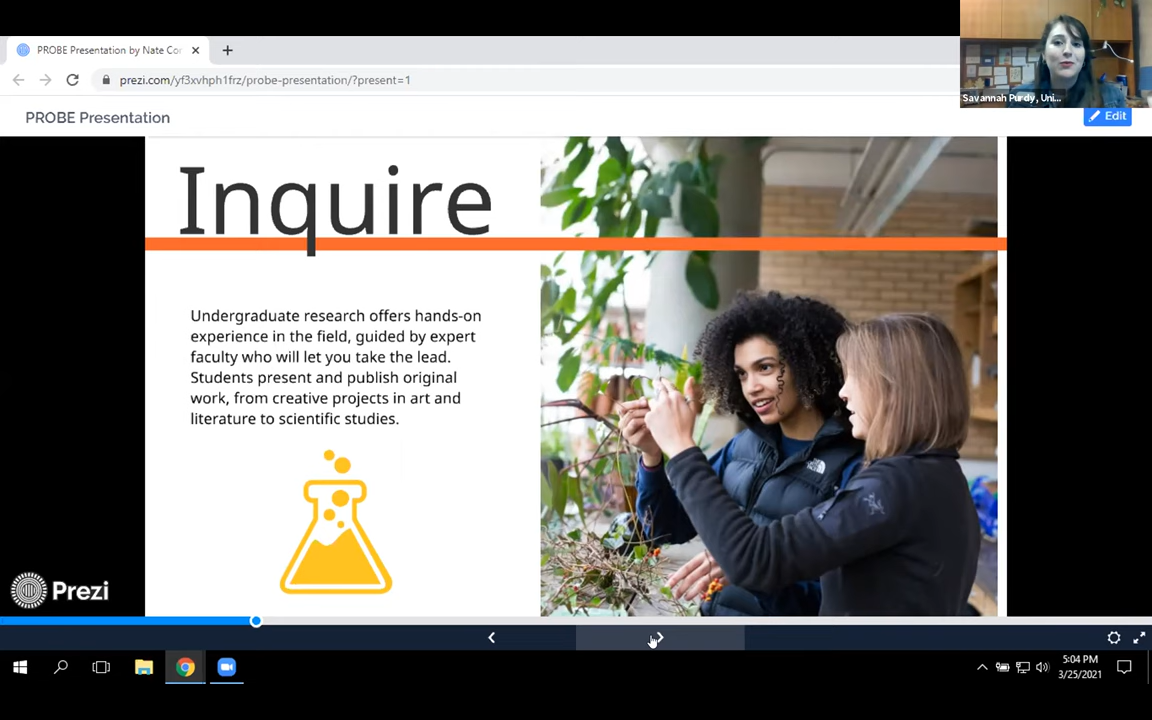 PROBE Presentation by Nate Co
prezi.com/yf3xvhph1frz/probe-presentation/?present=1
Savannah Purdy, Uni...
PROBE Presentation
Edit
Inquire
Undergraduate research offers hands-on
experience in the field, guided by expert
faculty who will let you take the lead.
Students present and publish original
work, from creative projects in art and
literature to scientific studies.
Prezi
5:04 PM
3/25/2021